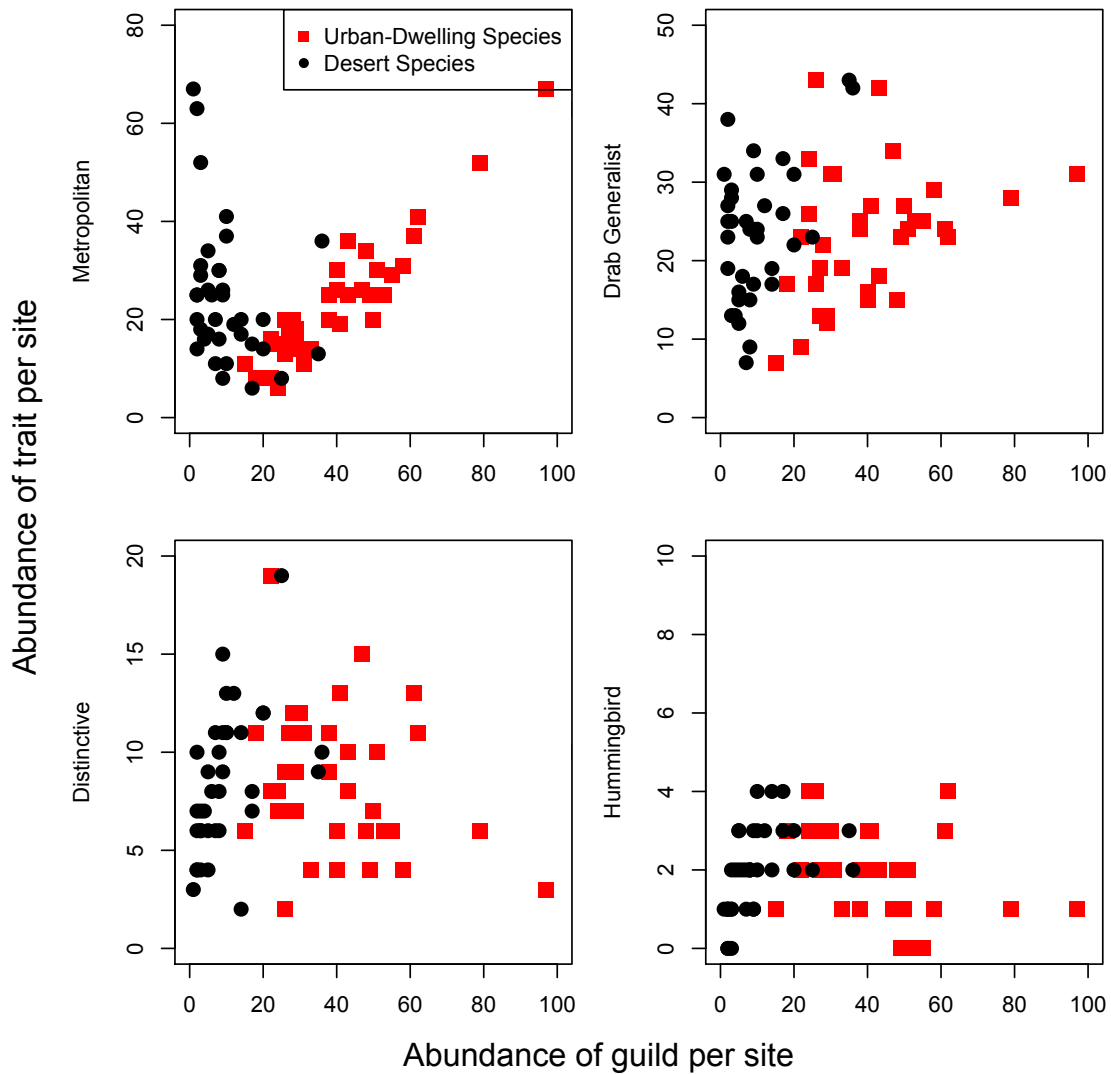 Urban-Dwelling Species
Desert Species
Metropolitan
0 20 40 60 80
0 20 40 60 80 100
Drab Generalist
0 10 20 30 40 50
0 20 40 60 80 100
Abundance of trait per site
Distinctive
0 5 10 15 20
0 20 40 60 80 100
Hummingbird
0 2 4 6 8 10
0 20 40 60 80 100
Abundance of guild per site